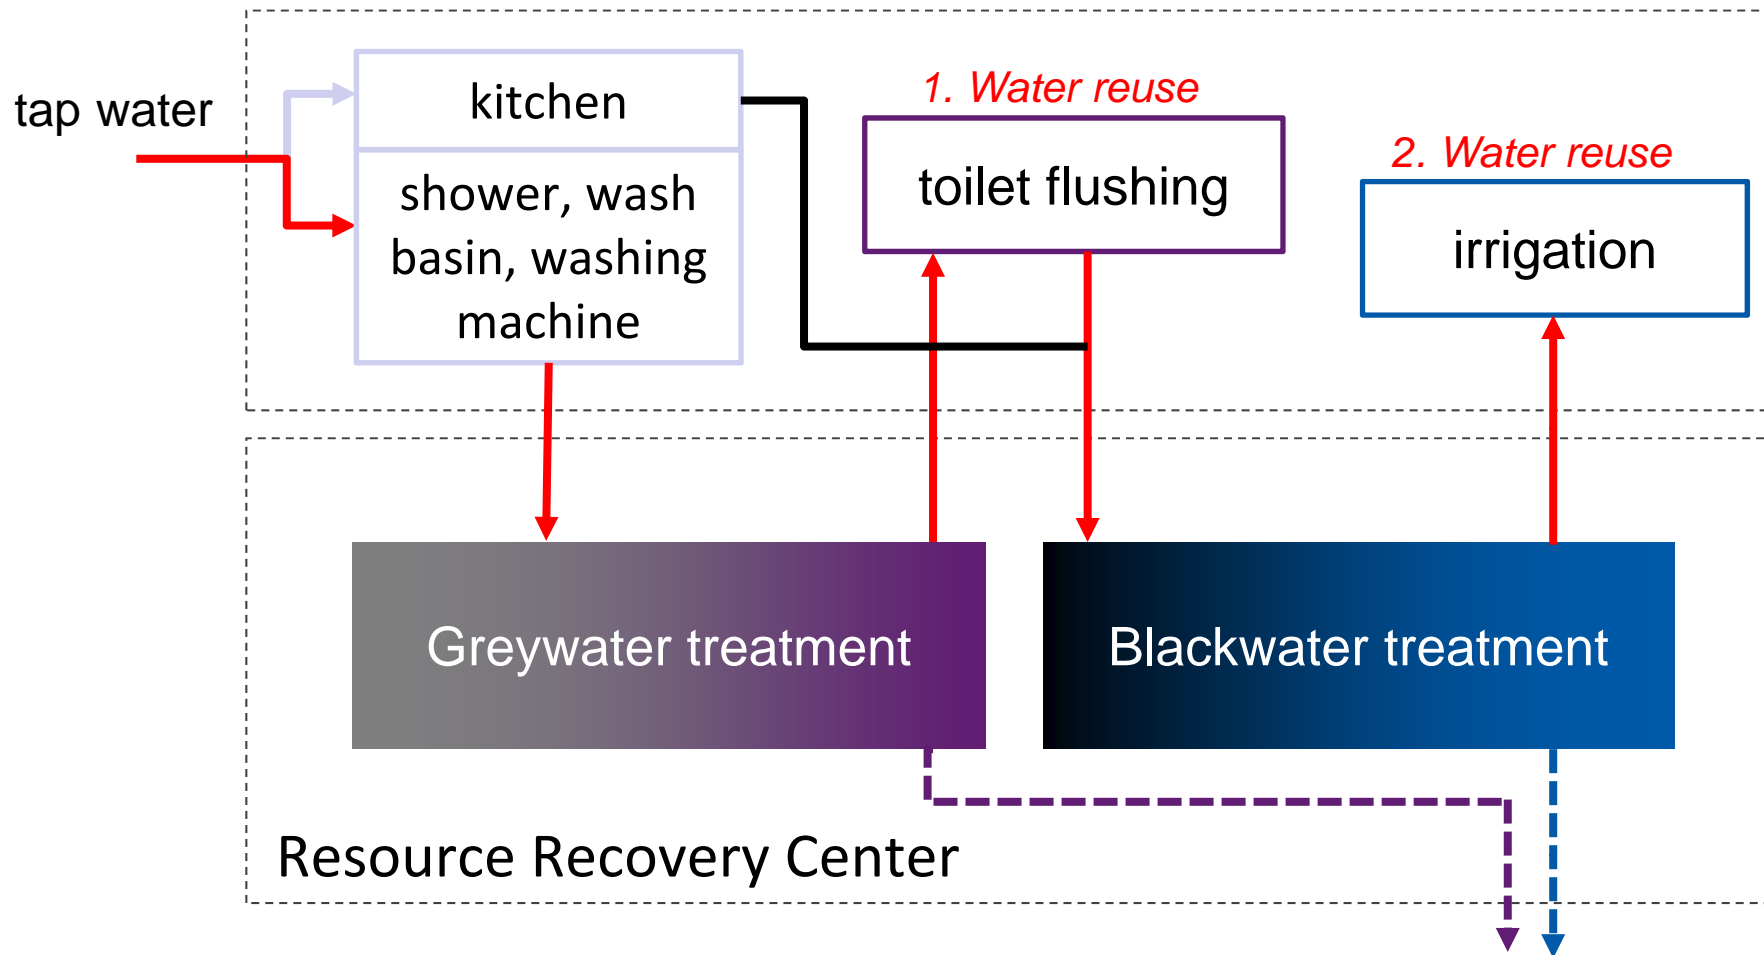 tap water
kitchen
shower, wash
basin, washing
machine
1. Water reuse
toilet flushing
2. Water reuse
irrigation
Greywater treatment
Blackwater treatment
Resource Recovery Center